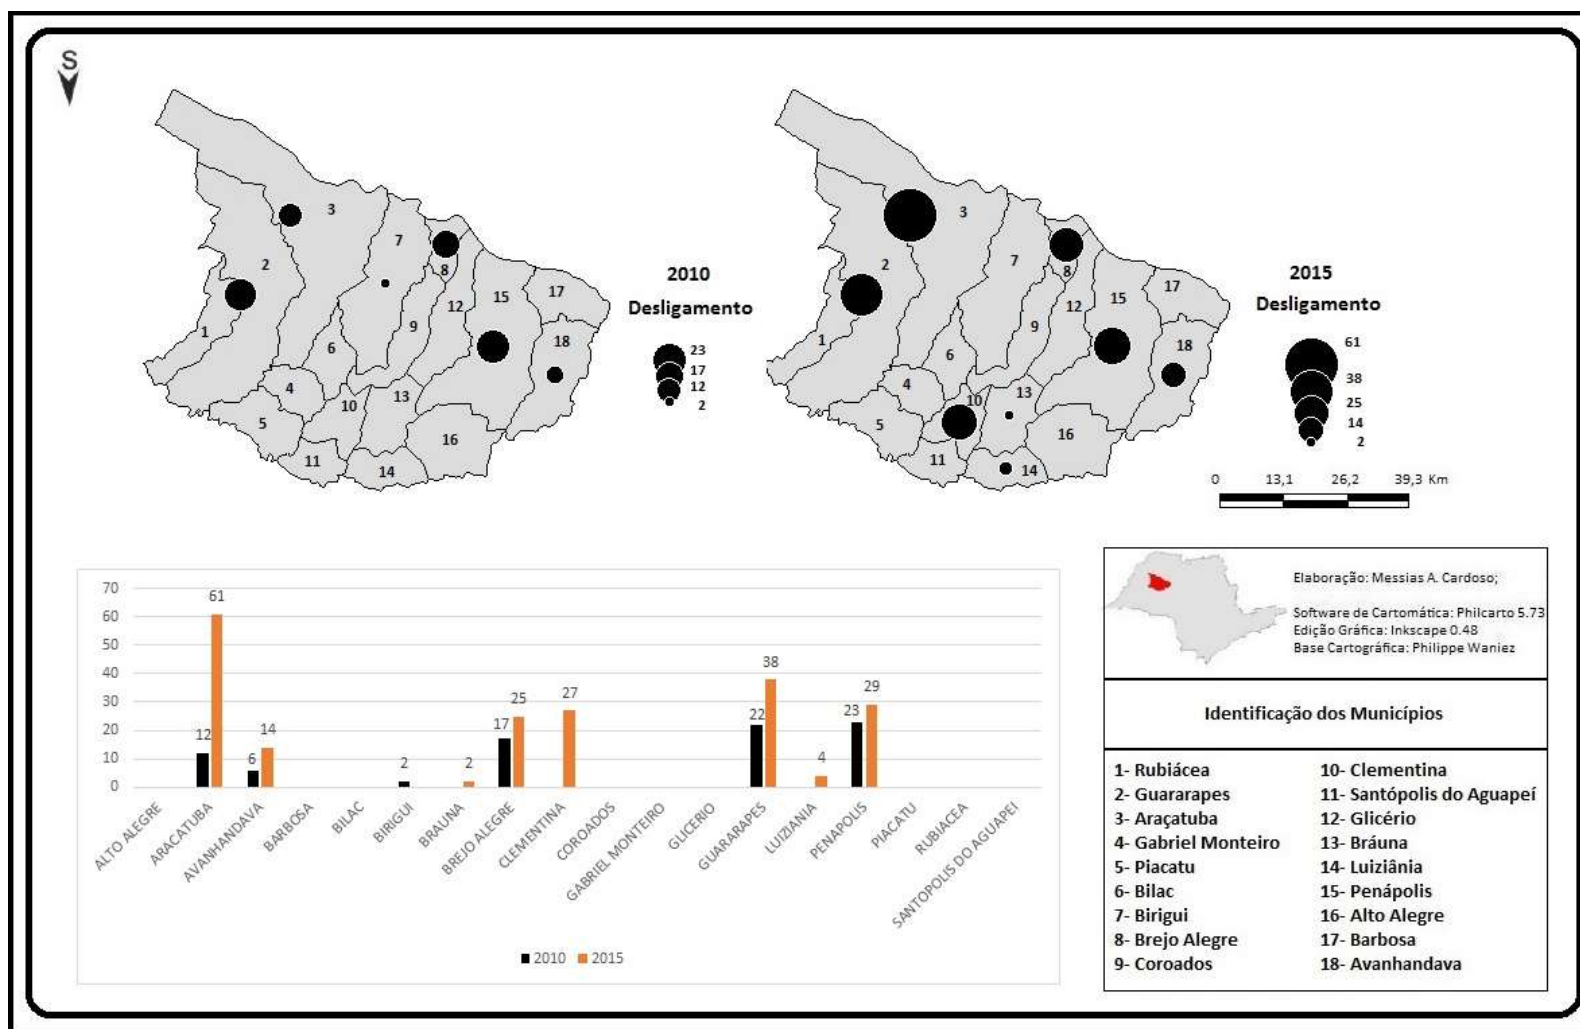 S
3
7
8
2
12
15
17
1
9
6
18
4
10
13
5
16
11
14
2010
Desligamento
23
17
12
2
3
7
8
2
12
15
17
1
9
6
18
4
10
13
5
16
11
14
2015
Desligamento
61
38
25
14
2
0 13,1 26,2 39,3 Km
70
60
50
40
30
20
10
0
12
61
6
14
2
2
17
25
27
22
38
4
23
29
ALTO ALEGRE
ARACATUBA
AVANHANDAVA
BARBOSA
BILAC
BIRIGUI
BRAUNA
BREJO ALEGRE
CLEMENTINA
COROADOS
GABRIEL MONTEIRO
GLICERIO
GUARARAPES
LUIZIANIA
PENAPOLIS
PIACATU
RUBIACEA
SANTOPOLIS DO AGUAPEI
2010 2015
Elaboração: Messias A. Cardoso;
Software de Cartomática: Philcarto 5.73
Edição Gráfica: Inkscape 0.48
Base Cartográfica: Philippe Waniez
Identificação dos Municípios
1- Rubiácea
2- Guararapes
3- Araçatuba
4- Gabriel Monteiro
5- Piacatu
6- Bilac
7- Birigui
8- Brejo Alegre
9- Coroados
10- Clementina
11- Santópolis do Aguapeí
12- Glicério
13- Bráuna
14- Luiziânia
15- Penápolis
16- Alto Alegre
17- Barbosa
18- Avanhandava